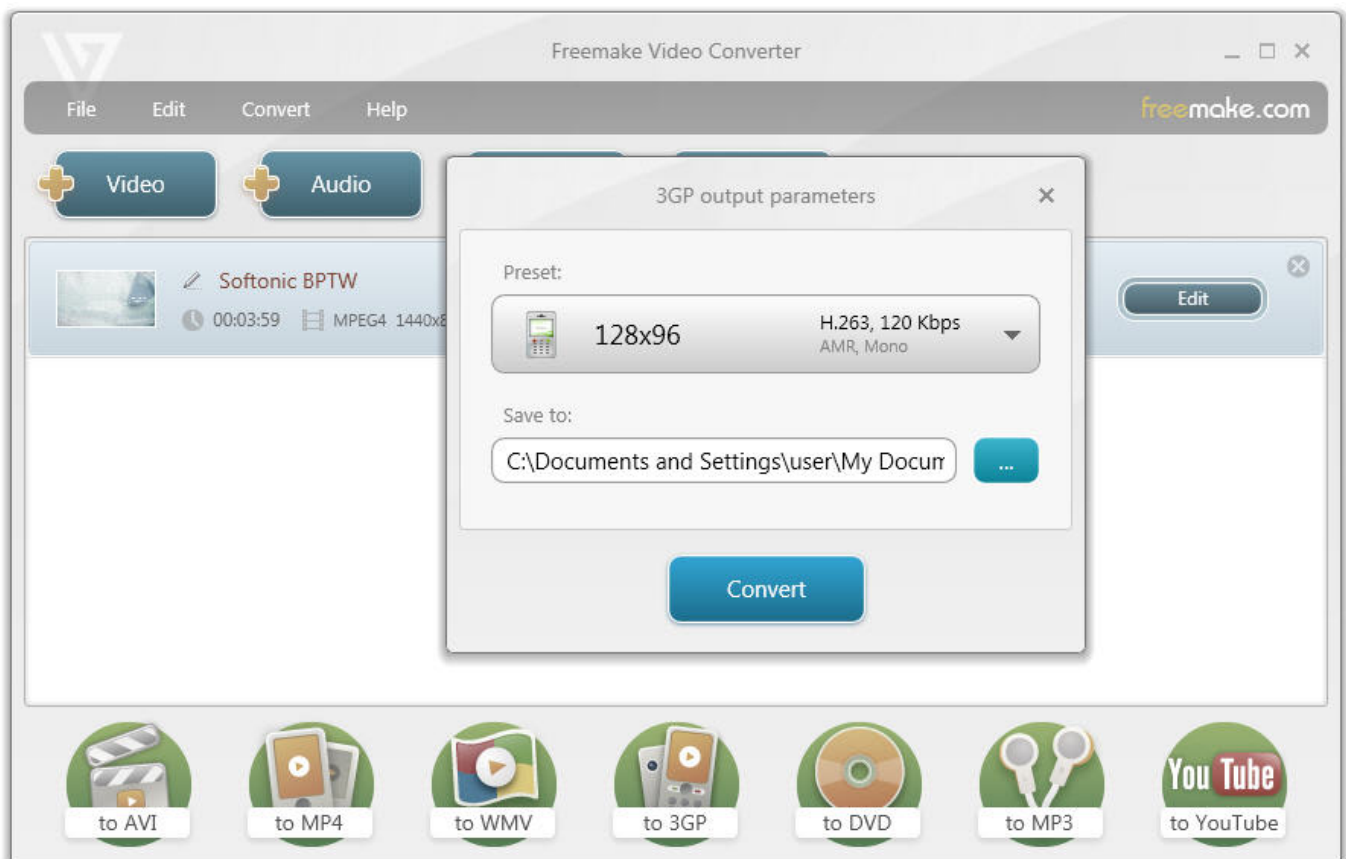 Freemake Video Converter
File Edit Convert Help freemake.com
Video Audio
3GP output parameters
Softonic BPTW
00:03:59 MPEG4 1440x
Edit
Preset:
128x96 H.263, 120 Kbps
AMR, Mono
Save to:
C:\Documents and Settings\user\My Docum ...
Convert
to AVI to MP4 to WMV to 3GP to DVD to MP3 You Tube to YouTube